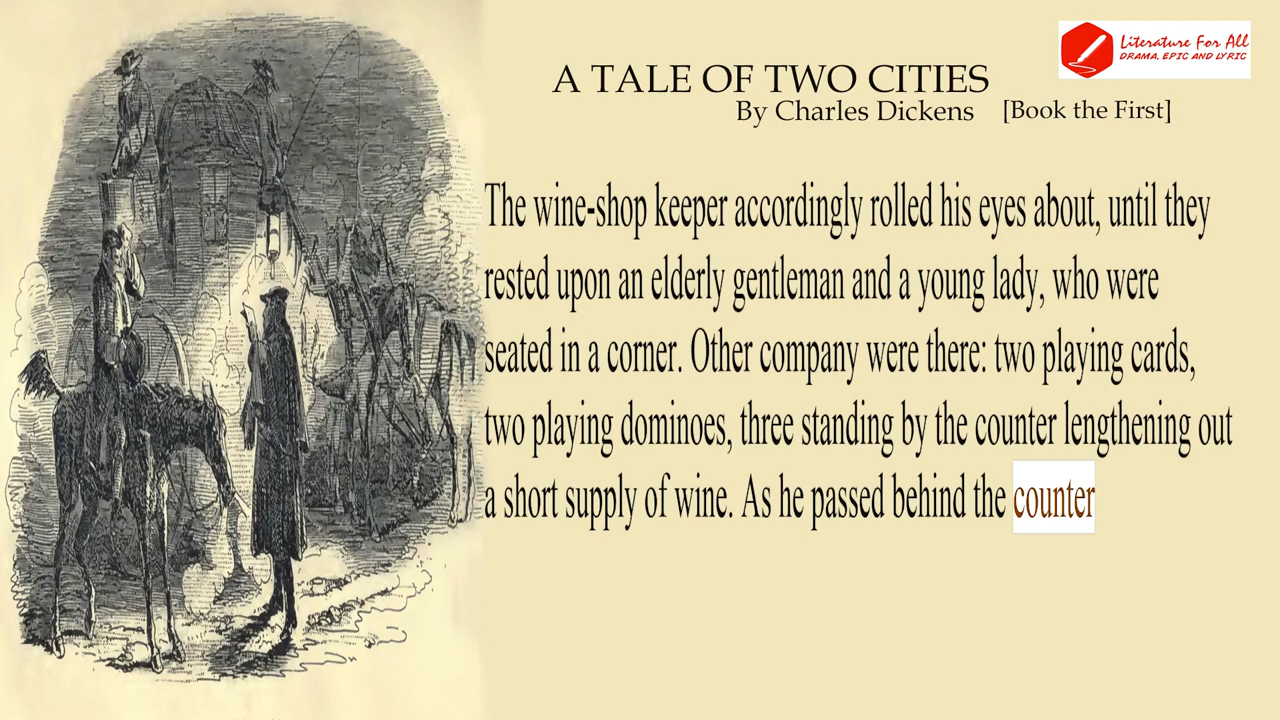 Literature For All
DRAMA, EPIC AND LYRIC
A TALE OF TWO CITIES
By Charles Dickens [Book the First]
The wine-shop keeper accordingly rolled his eyes about, until they
rested upon an elderly gentleman and a young lady, who were
seated in a corner. Other company were there: two playing cards,
two playing dominoes, three standing by the counter lengthening out
a short supply of wine. As he passed behind the counter